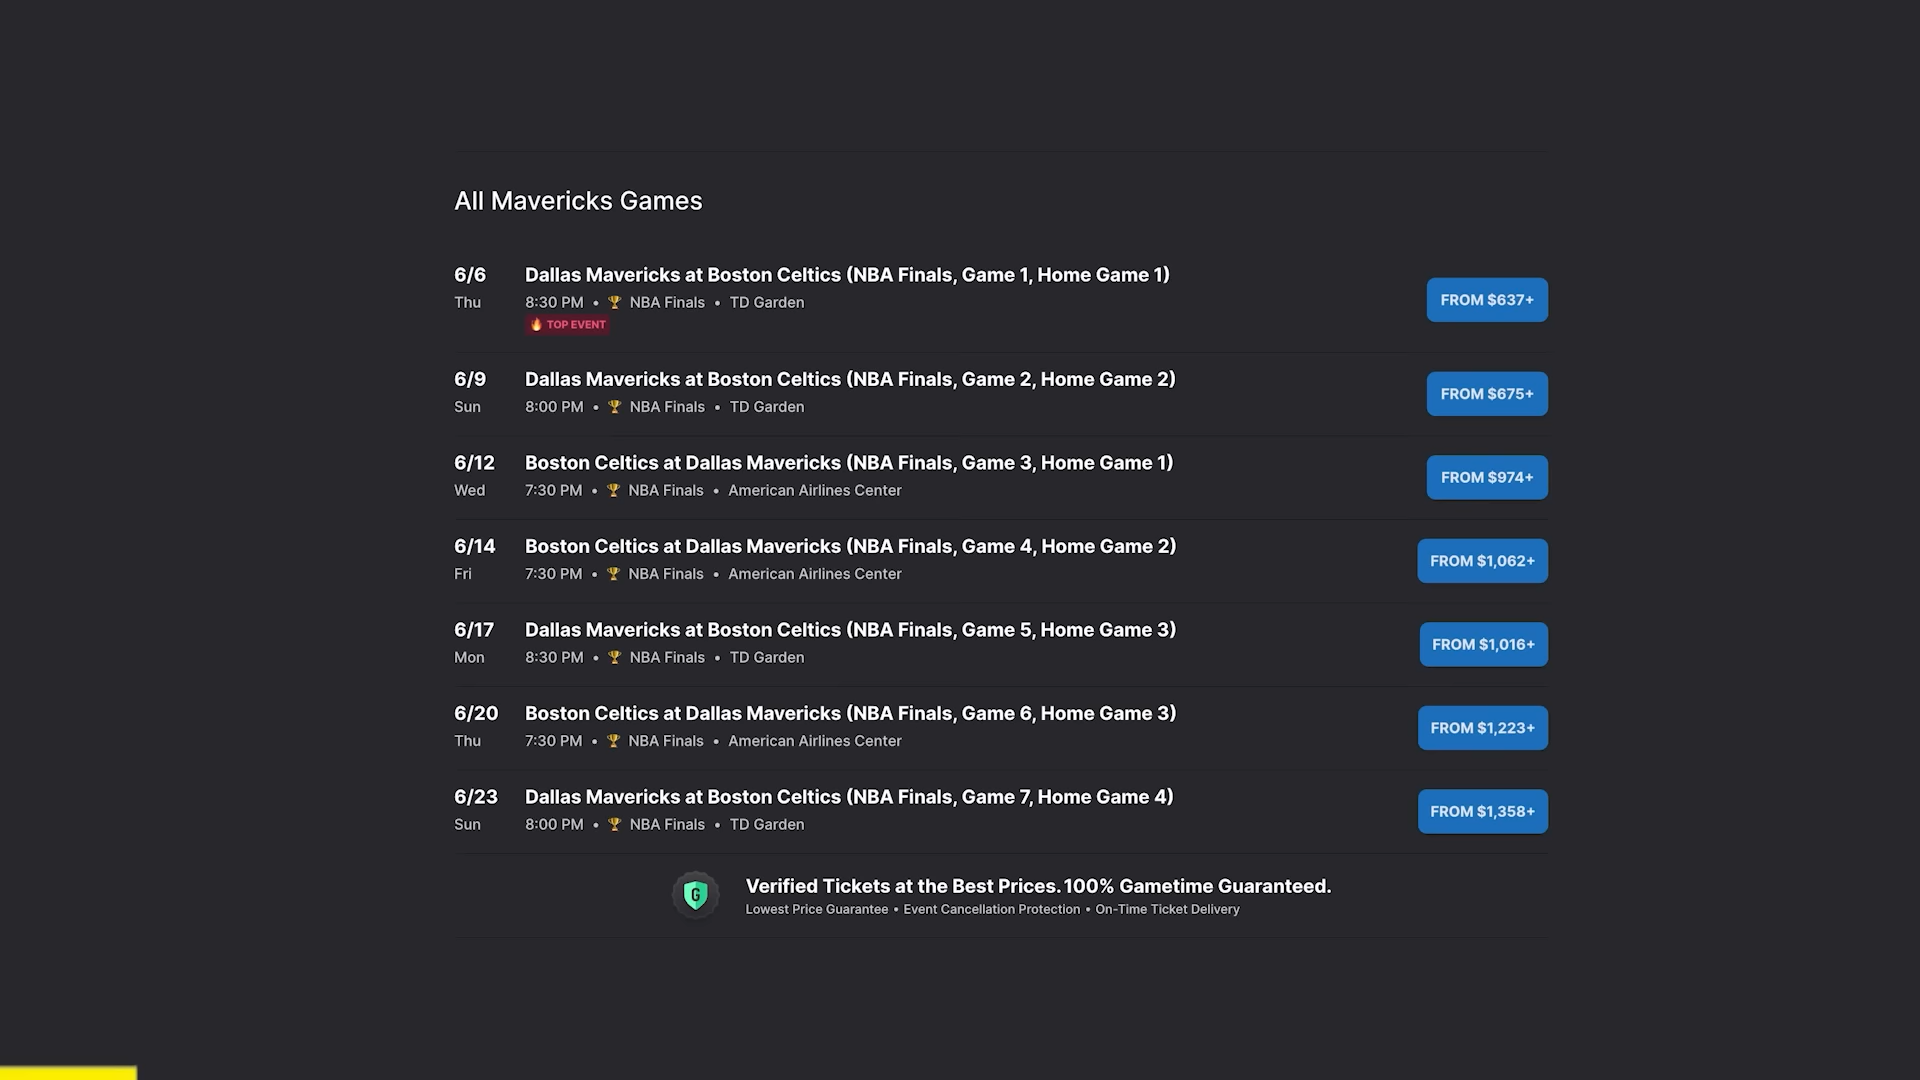 All Mavericks Games
6/6 Dallas Mavericks at Boston Celtics (NBA Finals, Game 1, Home Game 1)
Thu 8:30 PM • 🏆 NBA Finals • TD Garden
FROM $637+
🔥 TOP EVENT
6/9 Dallas Mavericks at Boston Celtics (NBA Finals, Game 2, Home Game 2)
Sun 8:00 PM • 🏆 NBA Finals • TD Garden
FROM $675+
6/12 Boston Celtics at Dallas Mavericks (NBA Finals, Game 3, Home Game 1)
Wed 7:30 PM • 🏆 NBA Finals • American Airlines Center
FROM $974+
6/14 Boston Celtics at Dallas Mavericks (NBA Finals, Game 4, Home Game 2)
Fri 7:30 PM • 🏆 NBA Finals • American Airlines Center
FROM $1,062+
6/17 Dallas Mavericks at Boston Celtics (NBA Finals, Game 5, Home Game 3)
Mon 8:30 PM • 🏆 NBA Finals • TD Garden
FROM $1,016+
6/20 Boston Celtics at Dallas Mavericks (NBA Finals, Game 6, Home Game 3)
Thu 7:30 PM • 🏆 NBA Finals • American Airlines Center
FROM $1,223+
6/23 Dallas Mavericks at Boston Celtics (NBA Finals, Game 7, Home Game 4)
Sun 8:00 PM • 🏆 NBA Finals • TD Garden
FROM $1,358+
G
Verified Tickets at the Best Prices. 100% Gametime Guaranteed.
Lowest Price Guarantee • Event Cancellation Protection • On-Time Ticket Delivery